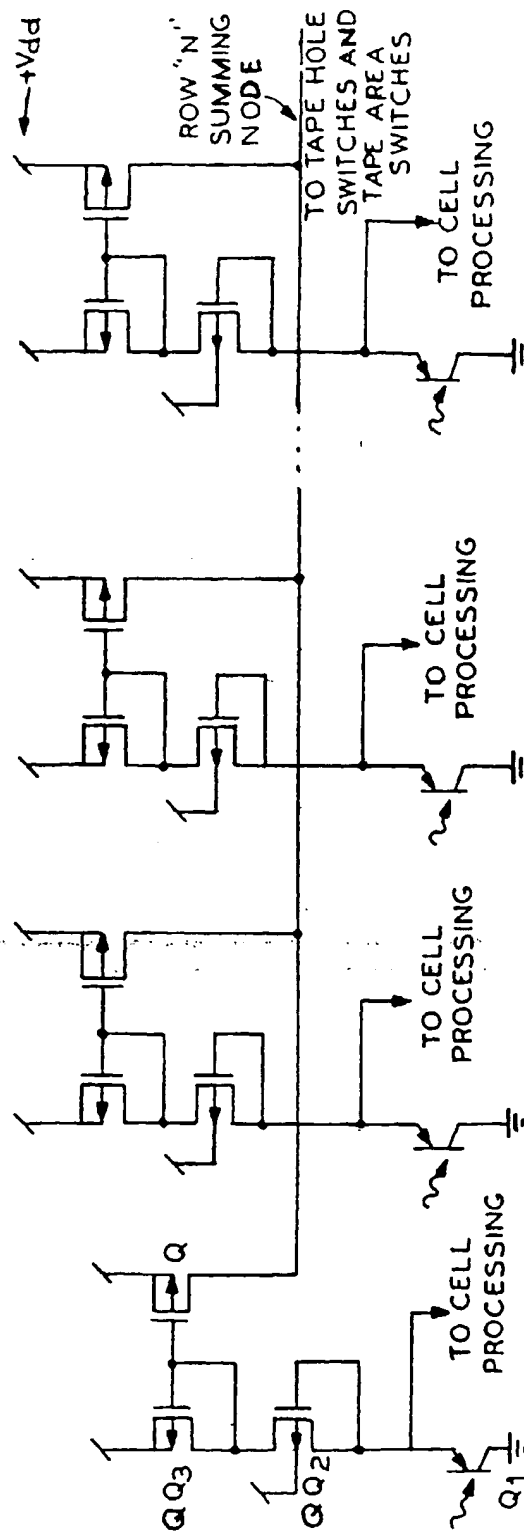 +Vdd
ROW "N"
SUMMING
NODE
TO TAPE HOLE
SWITCHES AND
TAPE AREA
SWITCHES
TO CELL
PROCESSING
TO CELL
PROCESSING
TO CELL
PROCESSING
Q
QQ3
QQ2
TO CELL
PROCESSING
Q1